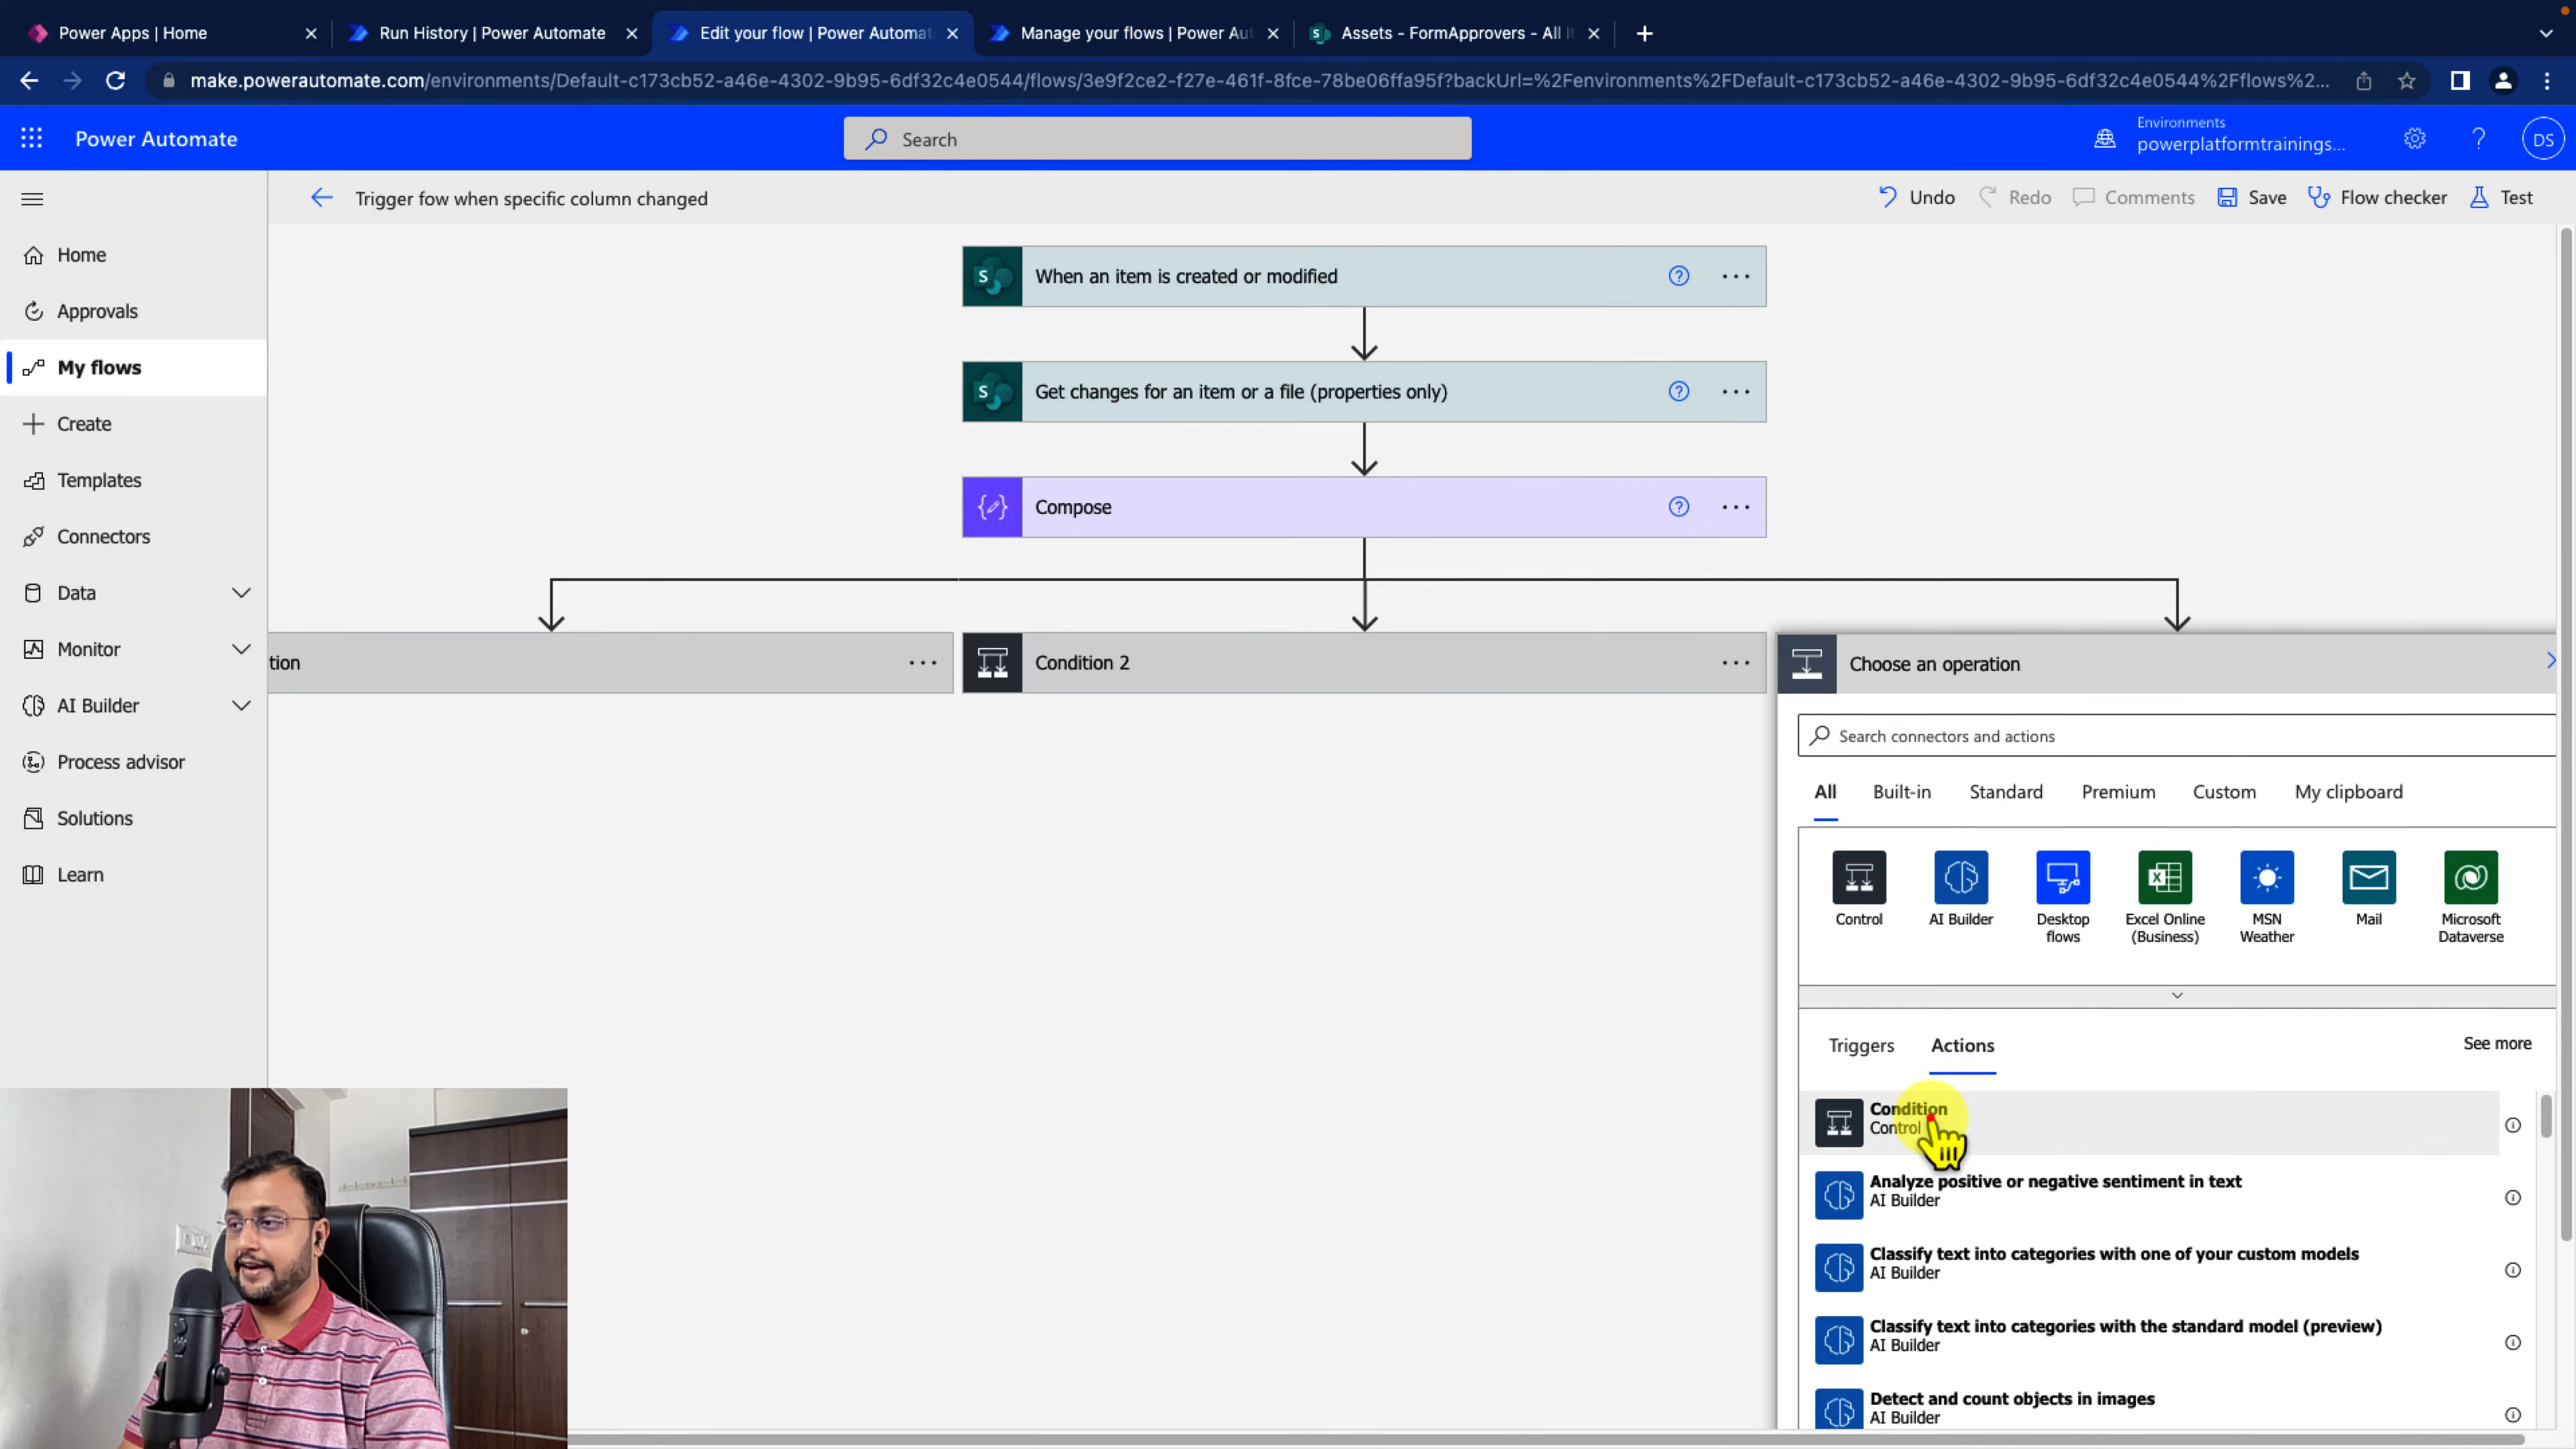 Power Apps | Home
Run History | Power Automate
Edit your flow | Power Automat
Manage your flows | Power Aut
Assets - FormApprovers - All It
make.powerautomate.com/environments/Default-c173cb52-a46e-4302-9b95-6df32c4e0544/flows/3e9f2ce2-f27e-461f-8fce-78be06ffa95f?backUrl=%2Fenvironments%2FDefault-c173cb52-a46e-4302-9b95-6df32c4e0544%2Fflows%2...
Power Automate
Search
Environments
powerplatformtrainings...
DS
Trigger fow when specific column changed
Undo
Redo
Comments
Save
Flow checker
Test
Home
Approvals
My flows
Create
Templates
Connectors
Data
Monitor
AI Builder
Process advisor
Solutions
Learn
When an item is created or modified
Get changes for an item or a file (properties only)
Compose
tion
Condition 2
Choose an operation
Search connectors and actions
All
Built-in
Standard
Premium
Custom
My clipboard
Control
AI Builder
Desktop
flows
Excel Online
(Business)
MSN
Weather
Mail
Microsoft
Dataverse
Triggers
Actions
See more
Condition
Control
Analyze positive or negative sentiment in text
AI Builder
Classify text into categories with one of your custom models
AI Builder
Classify text into categories with the standard model (preview)
AI Builder
Detect and count objects in images
AI Builder